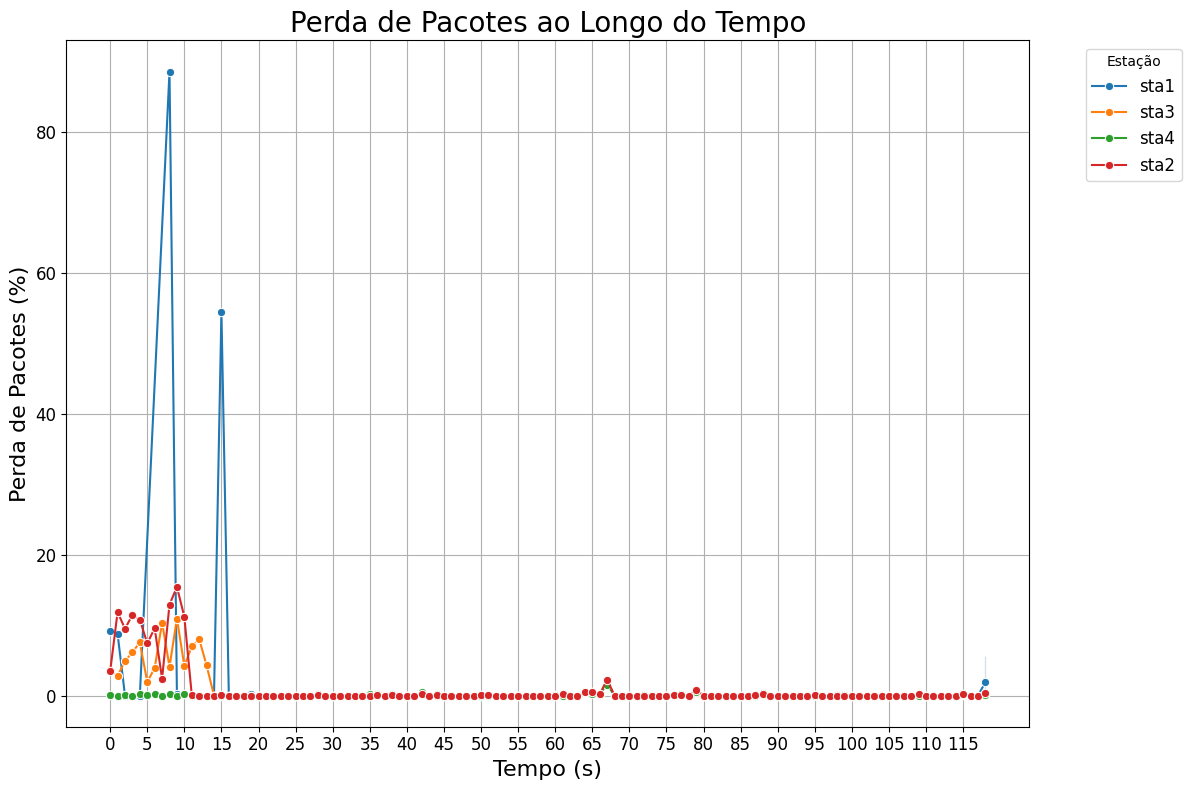 Perda de Pacotes ao Longo do Tempo
Estação
sta1
sta3
sta4
sta2
Perda de Pacotes (%)
80
60
40
20
0
0 5 10 15 20 25 30 35 40 45 50 55 60 65 70 75 80 85 90 95 100 105 110 115
Tempo (s)